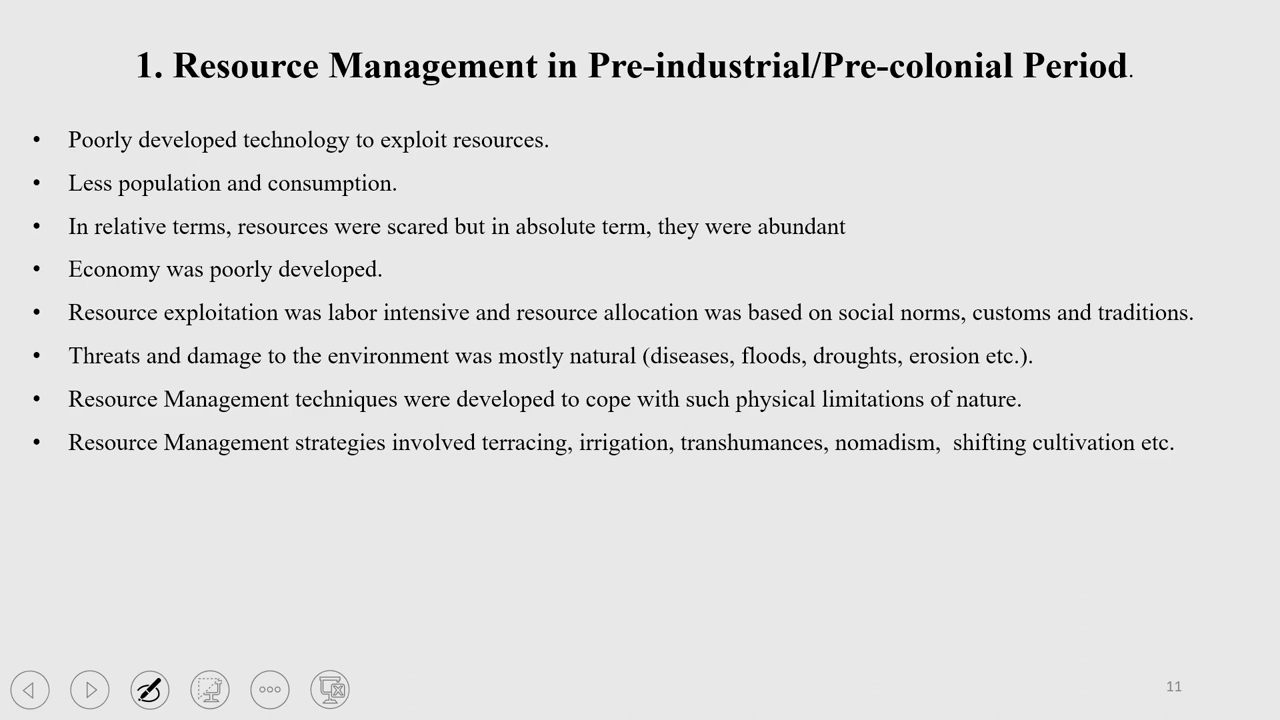 1. Resource Management in Pre-industrial/Pre-colonial Period.
• Poorly developed technology to exploit resources.
• Less population and consumption.
• In relative terms, resources were scared but in absolute term, they were abundant
• Economy was poorly developed.
• Resource exploitation was labor intensive and resource allocation was based on social norms, customs and traditions.
• Threats and damage to the environment was mostly natural (diseases, floods, droughts, erosion etc.).
• Resource Management techniques were developed to cope with such physical limitations of nature.
• Resource Management strategies involved terracing, irrigation, transhumances, nomadism,  shifting cultivation etc.
11